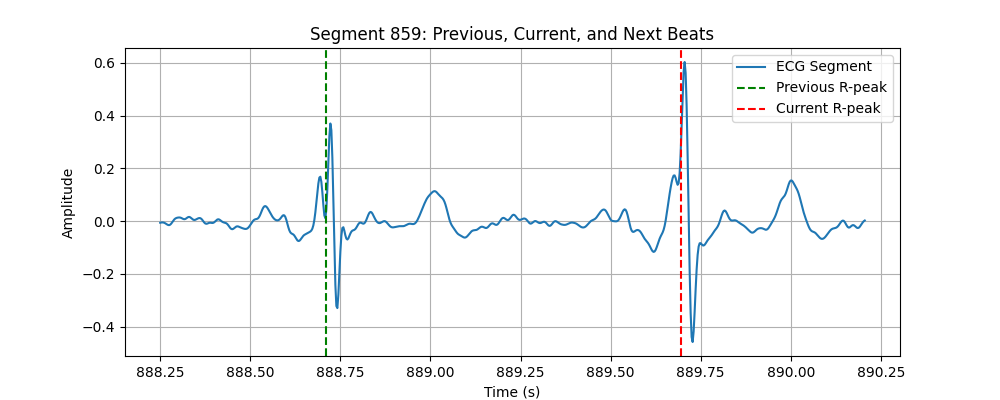 Segment 859: Previous, Current, and Next Beats
ECG Segment
Previous R-peak
Current R-peak
Amplitude
0.6
0.4
0.2
0.0
−0.2
−0.4
888.25 888.50 888.75 889.00 889.25 889.50 889.75 890.00 890.25
Time (s)